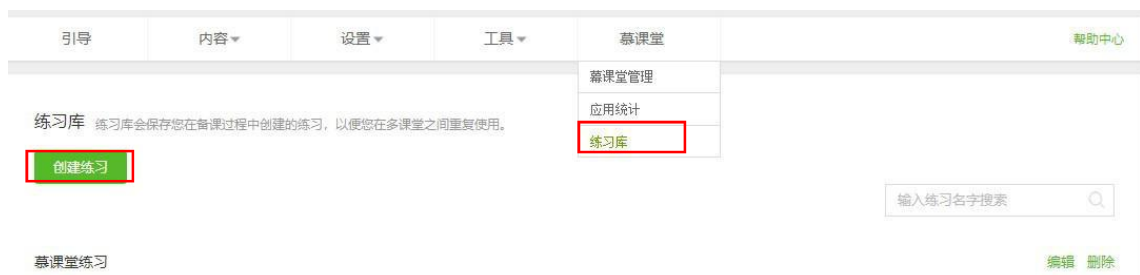 引导 内容 设置 工具 慕课堂 帮助中心
幕课堂管理
应用统计
练习库
练习库 练习库会保存您在备课过程中创建的练习，以便您在多课堂之间重复使用。
创建练习
输入练习名字搜索
慕课堂练习 编辑 删除